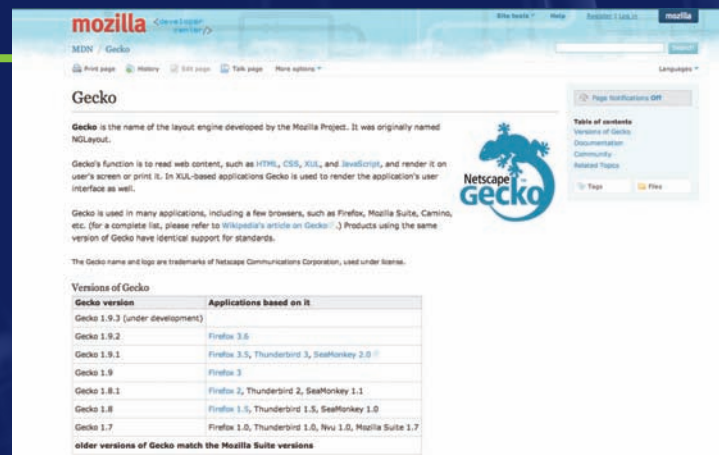 mozilla <developer
center/>
Site tools Help Register | Log in mozilla
MDN / Gecko
Search
Print page History Edit page Talk page More options
Languages
Gecko
Page Notifications OFF
Gecko is the name of the layout engine developed by the Mozilla Project. It was originally named
NGLayout.
Gecko's function is to read web content, such as HTML, CSS, XUL, and JavaScript, and render it on
user's screen or print it. In XUL-based applications Gecko is used to render the application's user
interface as well.
Gecko is used in many applications, including a few browsers, such as Firefox, Mozilla Suite, Camino,
etc. (for a complete list, please refer to Wikipedia's article on Gecko.) Products using the same
version of Gecko have identical support for standards.
The Gecko name and logo are trademarks of Netscape Communications Corporation, used under license.
Netscape
Gecko
Table of contents
Versions of Gecko
Documentation
Community
Related Topics
Tags Files
Versions of Gecko
Gecko version Applications based on it
Gecko 1.9.3 (under development)
Gecko 1.9.2 Firefox 3.6
Gecko 1.9.1 Firefox 3.5, Thunderbird 3, SeaMonkey 2.0
Gecko 1.9 Firefox 3
Gecko 1.8.1 Firefox 2, Thunderbird 2, SeaMonkey 1.1
Gecko 1.8 Firefox 1.5, Thunderbird 1.5, SeaMonkey 1.0
Gecko 1.7 Firefox 1.0, Thunderbird 1.0, Nvu 1.0, Mozilla Suite 1.7
older versions of Gecko match the Mozilla Suite versions